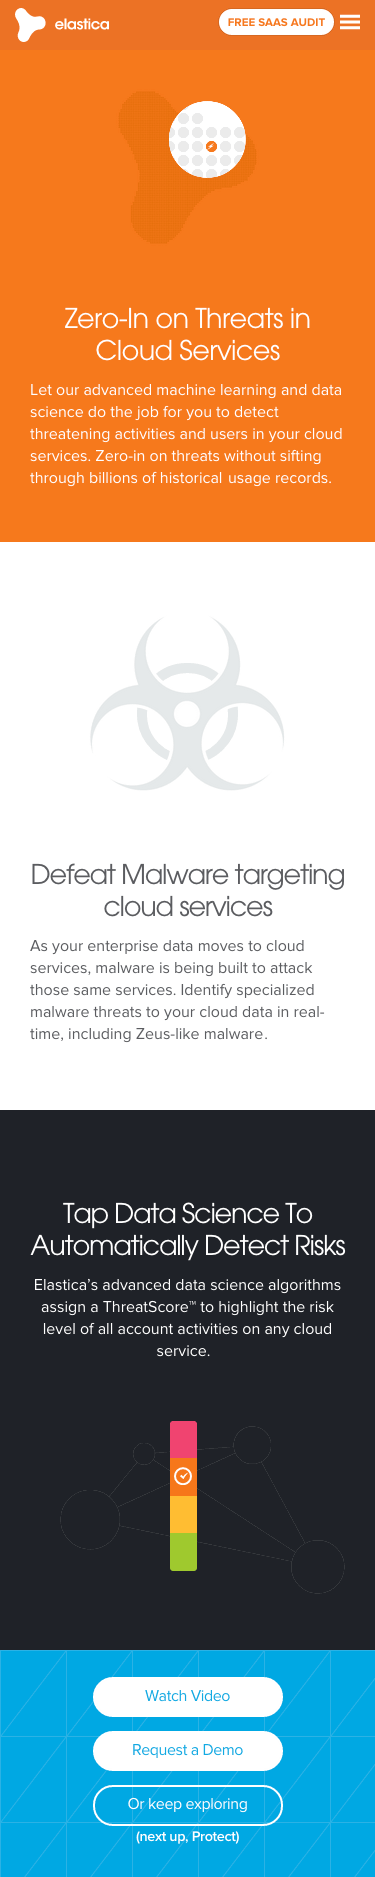 elastica
FREE SAAS AUDIT
Zero-In on Threats in
Cloud Services
Let our advanced machine learning and data
science do the job for you to detect
threatening activities and users in your cloud
services. Zero-in on threats without sifting
through billions of historical usage records.
Defeat Malware targeting
cloud services
As your enterprise data moves to cloud
services, malware is being built to attack
those same services. Identify specialized
malware threats to your cloud data in real-
time, including Zeus-like malware.
Tap Data Science To
Automatically Detect Risks
Elastica’s advanced data science algorithms
assign a ThreatScore™ to highlight the risk
level of all account activities on any cloud
service.
Watch Video
Request a Demo
Or keep exploring
(next up, Protect)